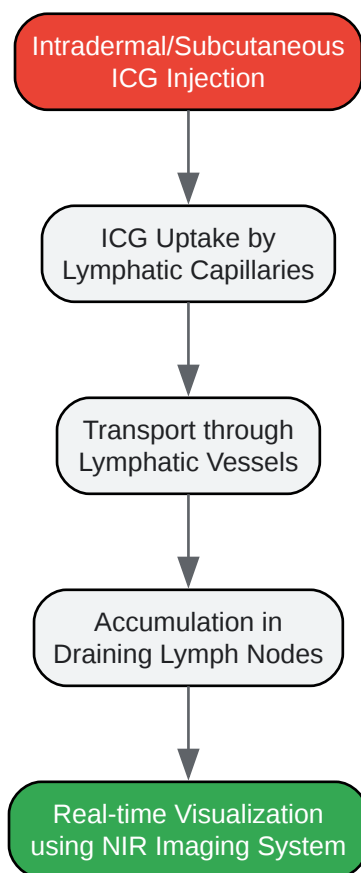 Intradermal/Subcutaneous
ICG Injection
ICG Uptake by
Lymphatic Capillaries
Transport through
Lymphatic Vessels
Accumulation in
Draining Lymph Nodes
Real-time Visualization
using NIR Imaging System